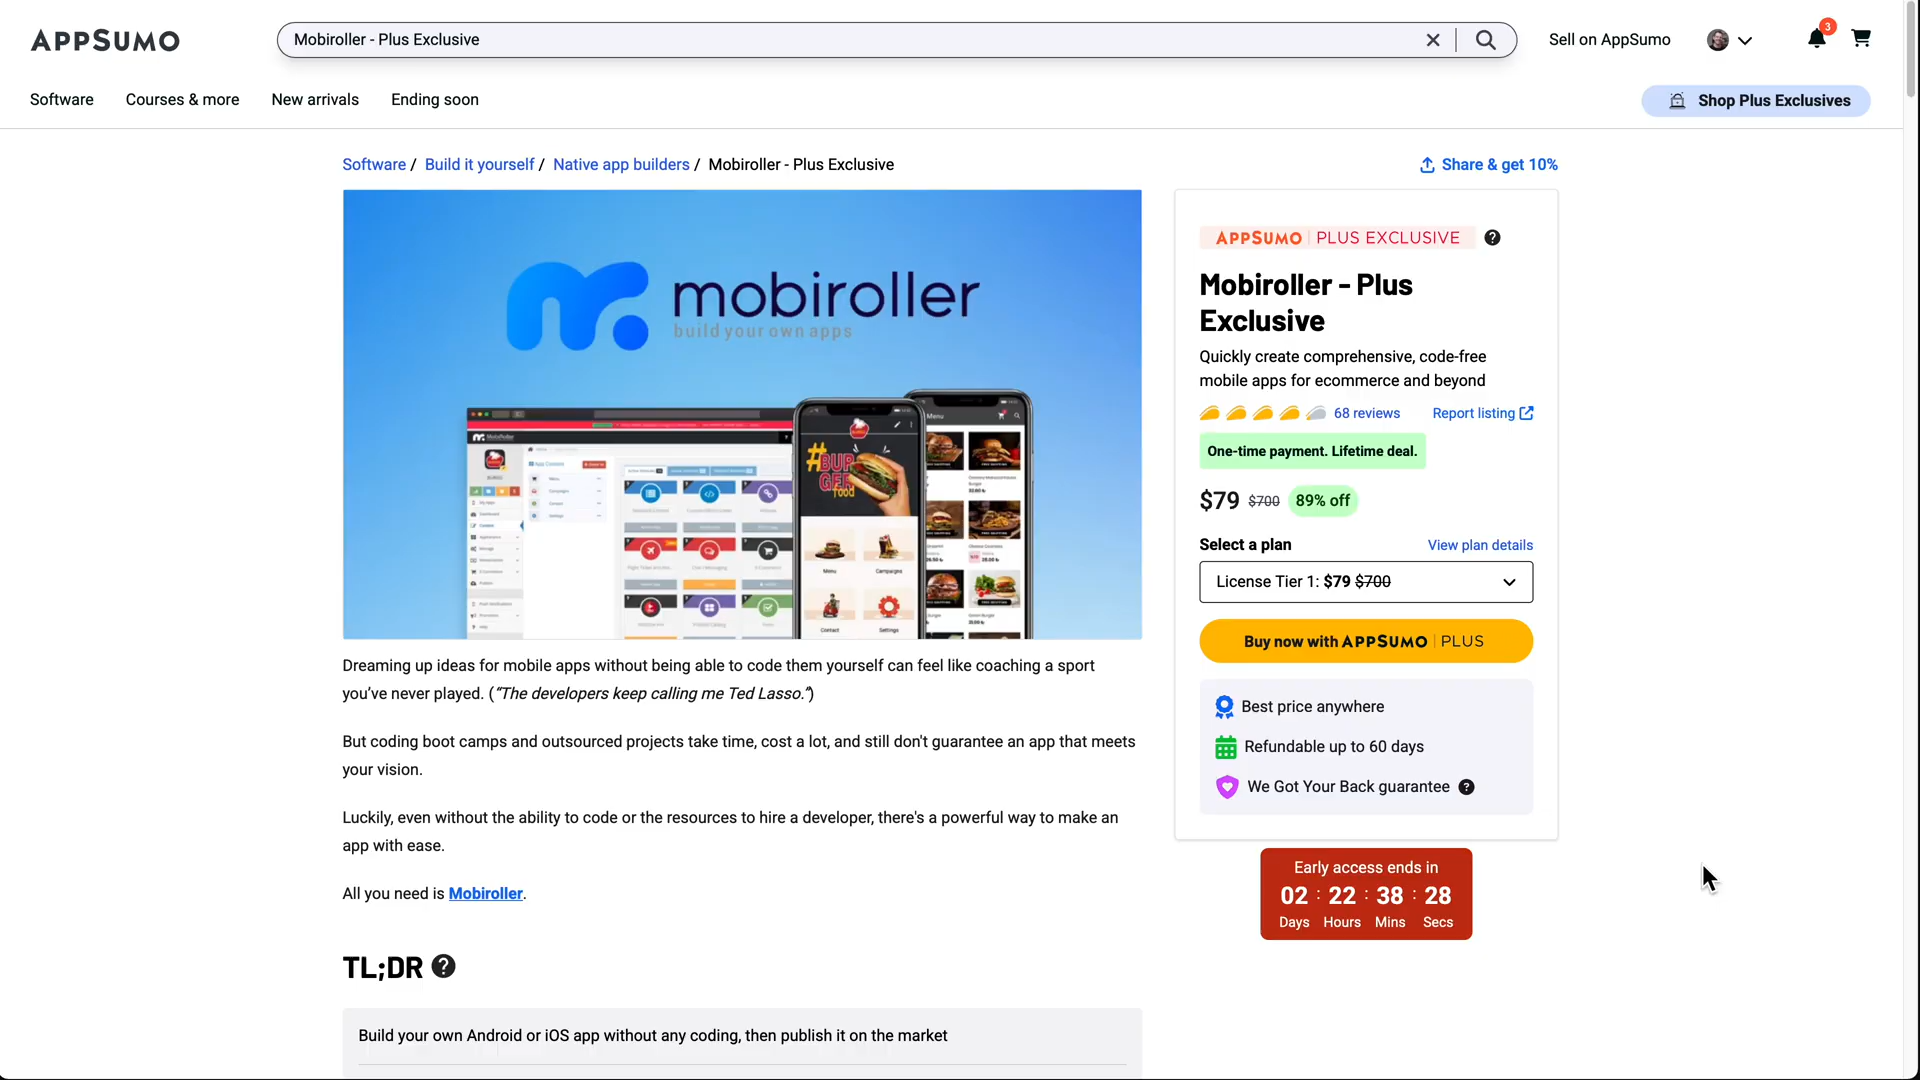 APPSUMO
Mobiroller - Plus Exclusive
Sell on AppSumo
3
Software
Courses & more
New arrivals
Ending soon
Shop Plus Exclusives
Software / Build it yourself / Native app builders / Mobiroller - Plus Exclusive
Share & get 10%
mobiroller
build your own apps
#BURGER food
Menu
Campaigns
Contact
Settings
Menu
APPSUMO | PLUS EXCLUSIVE
Mobiroller - Plus
Exclusive
Quickly create comprehensive, code-free
mobile apps for ecommerce and beyond
68 reviews
Report listing
One-time payment. Lifetime deal.
$79 $700 89% off
Select a plan
View plan details
License Tier 1: $79 $700
Buy now with APPSUMO | PLUS
Best price anywhere
Refundable up to 60 days
We Got Your Back guarantee
Early access ends in
02 : 22 : 38 : 28
Days Hours Mins Secs
Dreaming up ideas for mobile apps without being able to code them yourself can feel like coaching a sport
you’ve never played. (“The developers keep calling me Ted Lasso.”)
But coding boot camps and outsourced projects take time, cost a lot, and still don't guarantee an app that meets
your vision.
Luckily, even without the ability to code or the resources to hire a developer, there's a powerful way to make an
app with ease.
All you need is Mobiroller.
TL;DR
Build your own Android or iOS app without any coding, then publish it on the market